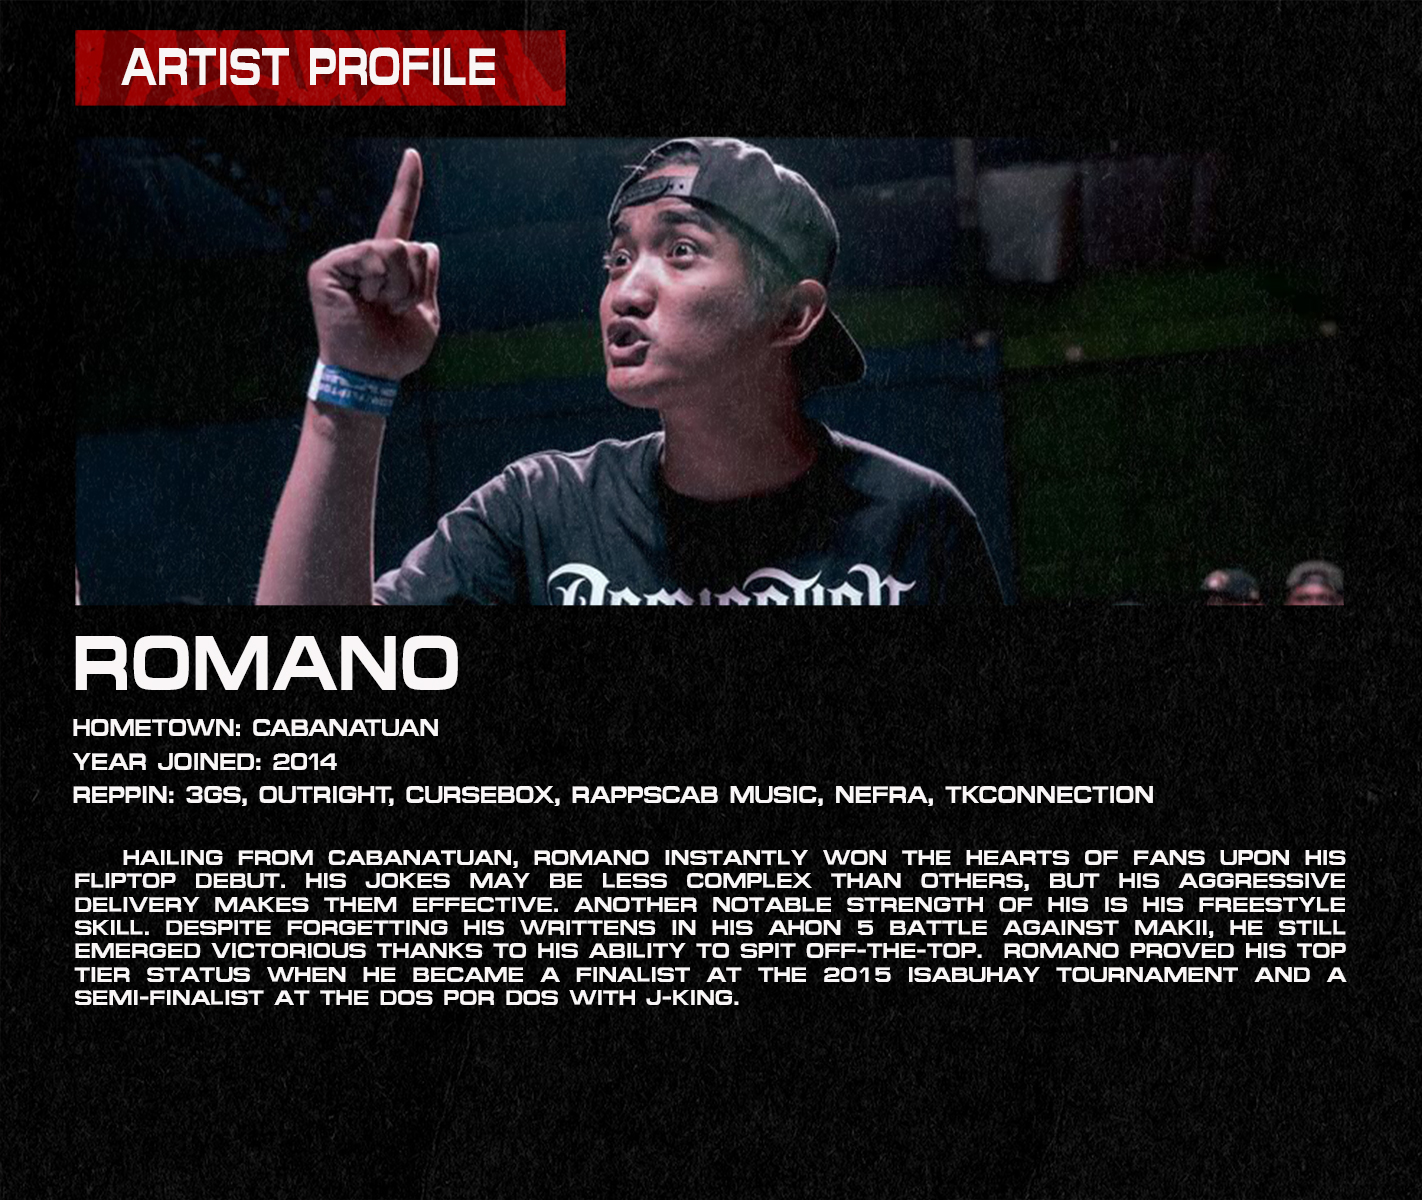 ARTIST PROFILE
Domination
ROMANO
HOMETOWN: CABANATUAN
YEAR JOINED: 2014
REPPIN: 3GS, OUTRIGHT, CURSEBOX, RAPPSCAB MUSIC, NEFRA, TKCONNECTION
HAILING FROM CABANATUAN, ROMANO INSTANTLY WON THE HEARTS OF FANS UPON HIS
FLIPTOP DEBUT. HIS JOKES MAY BE LESS COMPLEX THAN OTHERS, BUT HIS AGGRESSIVE
DELIVERY MAKES THEM EFFECTIVE. ANOTHER NOTABLE STRENGTH OF HIS IS HIS FREESTYLE
SKILL. DESPITE FORGETTING HIS WRITTENS IN HIS AHON 5 BATTLE AGAINST MAKII, HE STILL
EMERGED VICTORIOUS THANKS TO HIS ABILITY TO SPIT OFF-THE-TOP. ROMANO PROVED HIS TOP
TIER STATUS WHEN HE BECAME A FINALIST AT THE 2015 ISABUHAY TOURNAMENT AND A
SEMI-FINALIST AT THE DOS POR DOS WITH J-KING.